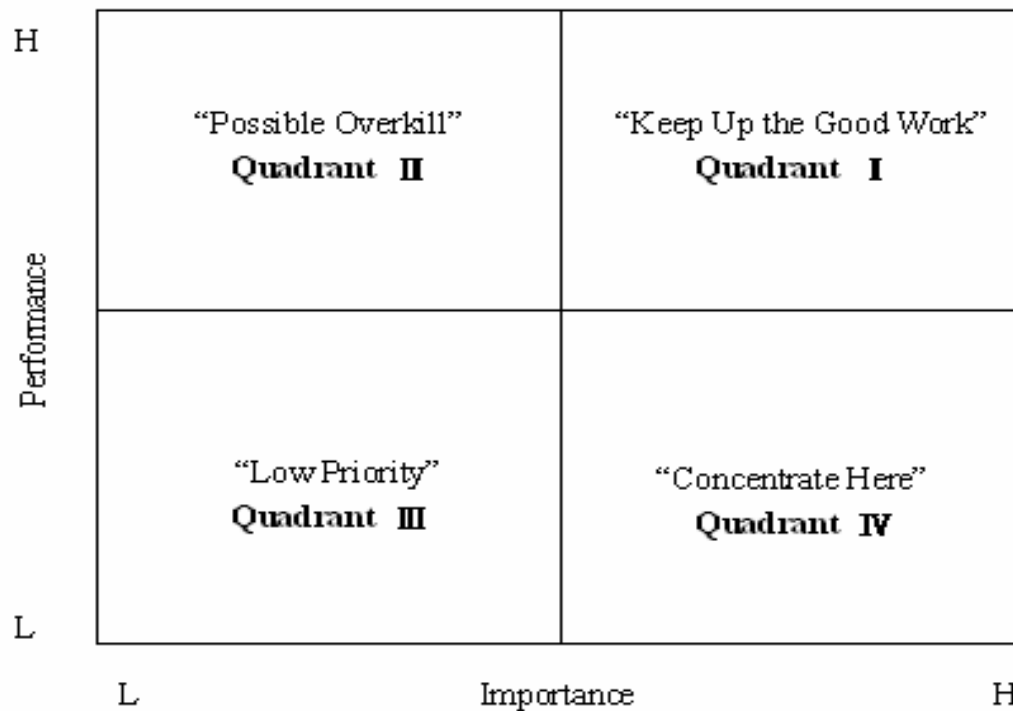 H
“Possible Overkill”
Quadrant II
“Keep Up the Good Work”
Quadrant I
Performance
“Low Priority”
Quadrant III
“Concentrate Here”
Quadrant IV
L
L
Importance
H